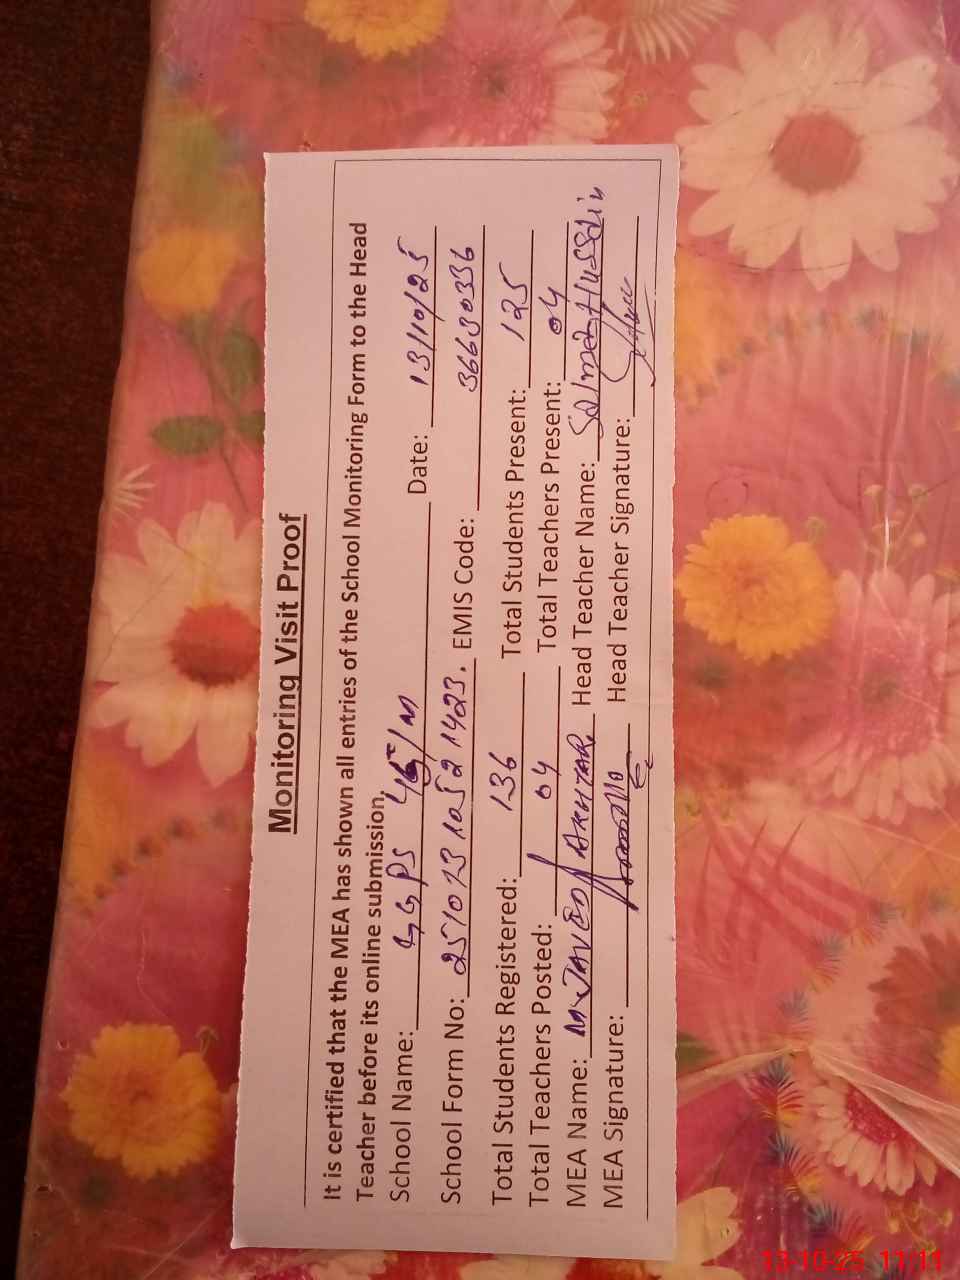 Monitoring Visit Proof
It is certified that the MEA has shown all entries of the School Monitoring Form to the Head
Teacher before its online submission.
School Name: GGPS /M Date: 13/10/25
School Form No: 25102310521423. EMIS Code: 36630336
Total Students Registered: 136 Total Students Present: 125
Total Teachers Posted: 04 Total Teachers Present: 04
MEA Name: M. JAVED AKHTAR. Head Teacher Name: Salma Hussain
MEA Signature: Head Teacher Signature:
13-10-25 11:11